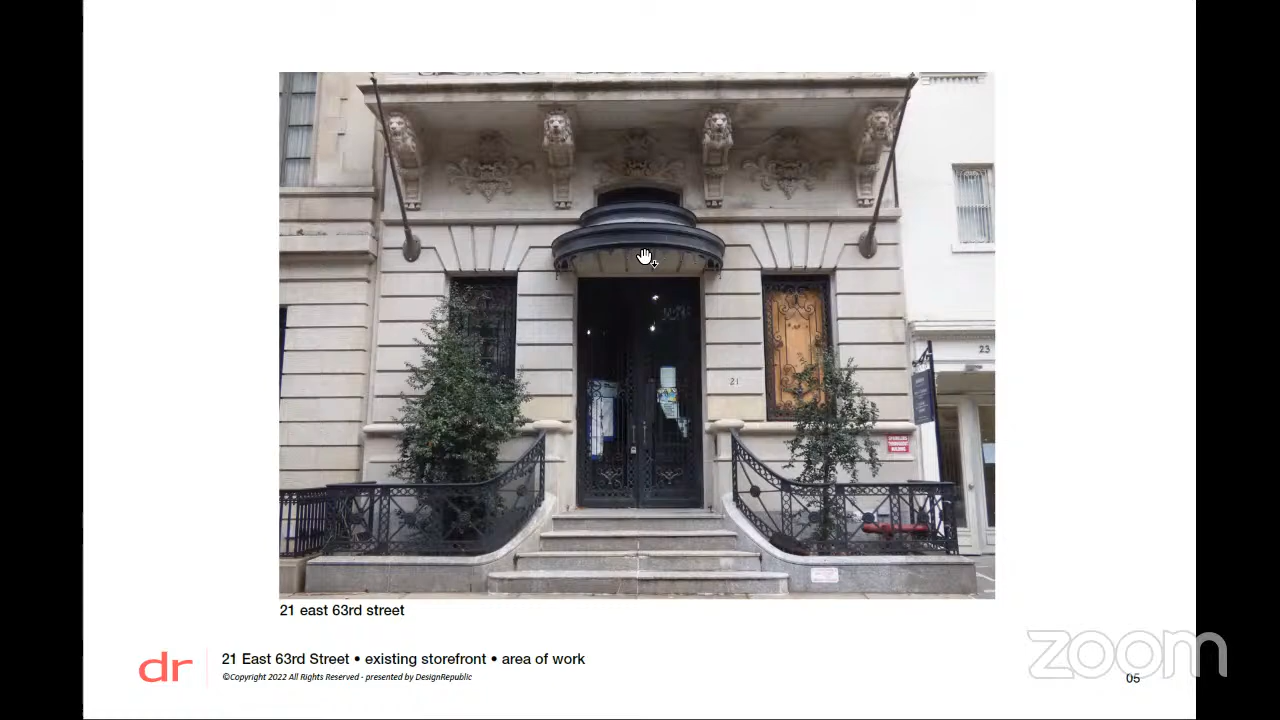 21
23
21 east 63rd street
dr
21 East 63rd Street • existing storefront • area of work
©Copyright 2022 All Rights Reserved - presented by DesignRepublic
zoom
05